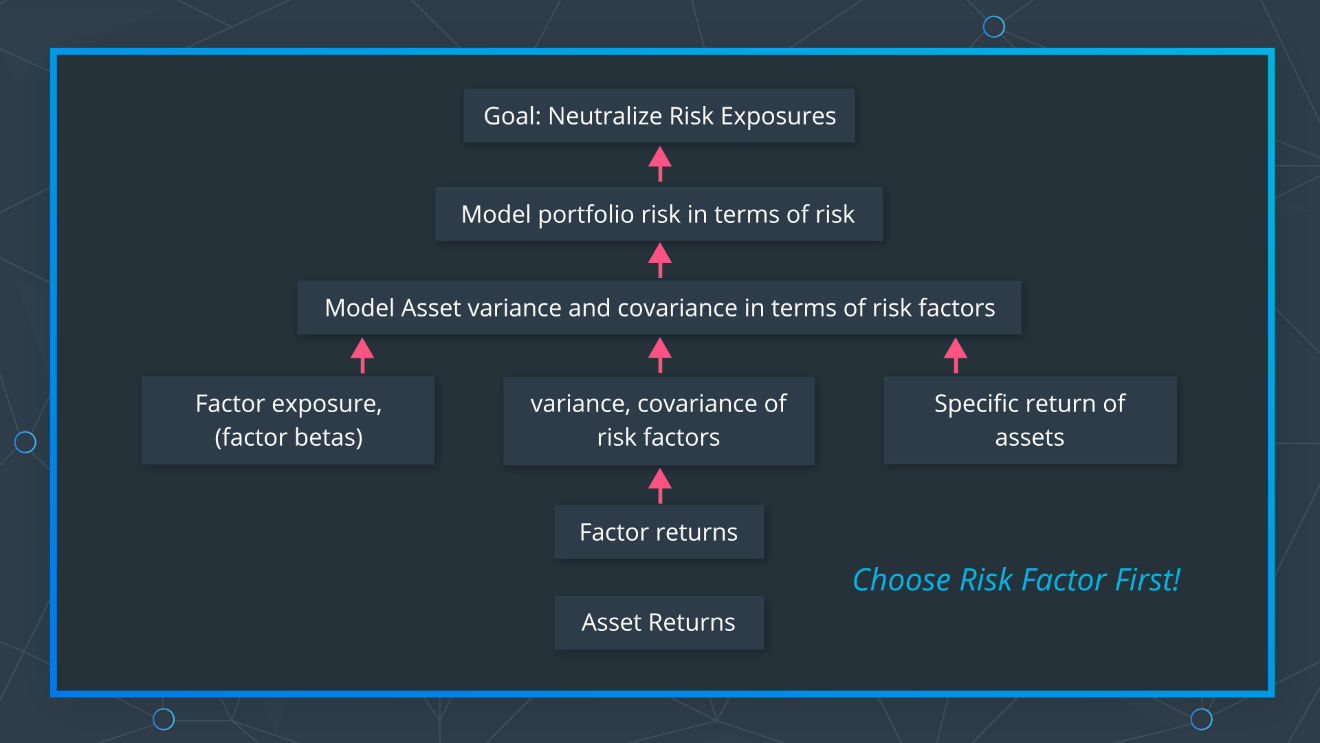 Goal: Neutralize Risk Exposures
Model portfolio risk in terms of risk
Model Asset variance and covariance in terms of risk factors
Factor exposure,
(factor betas)
variance, covariance of
risk factors
Specific return of
assets
Factor returns
Choose Risk Factor First!
Asset Returns